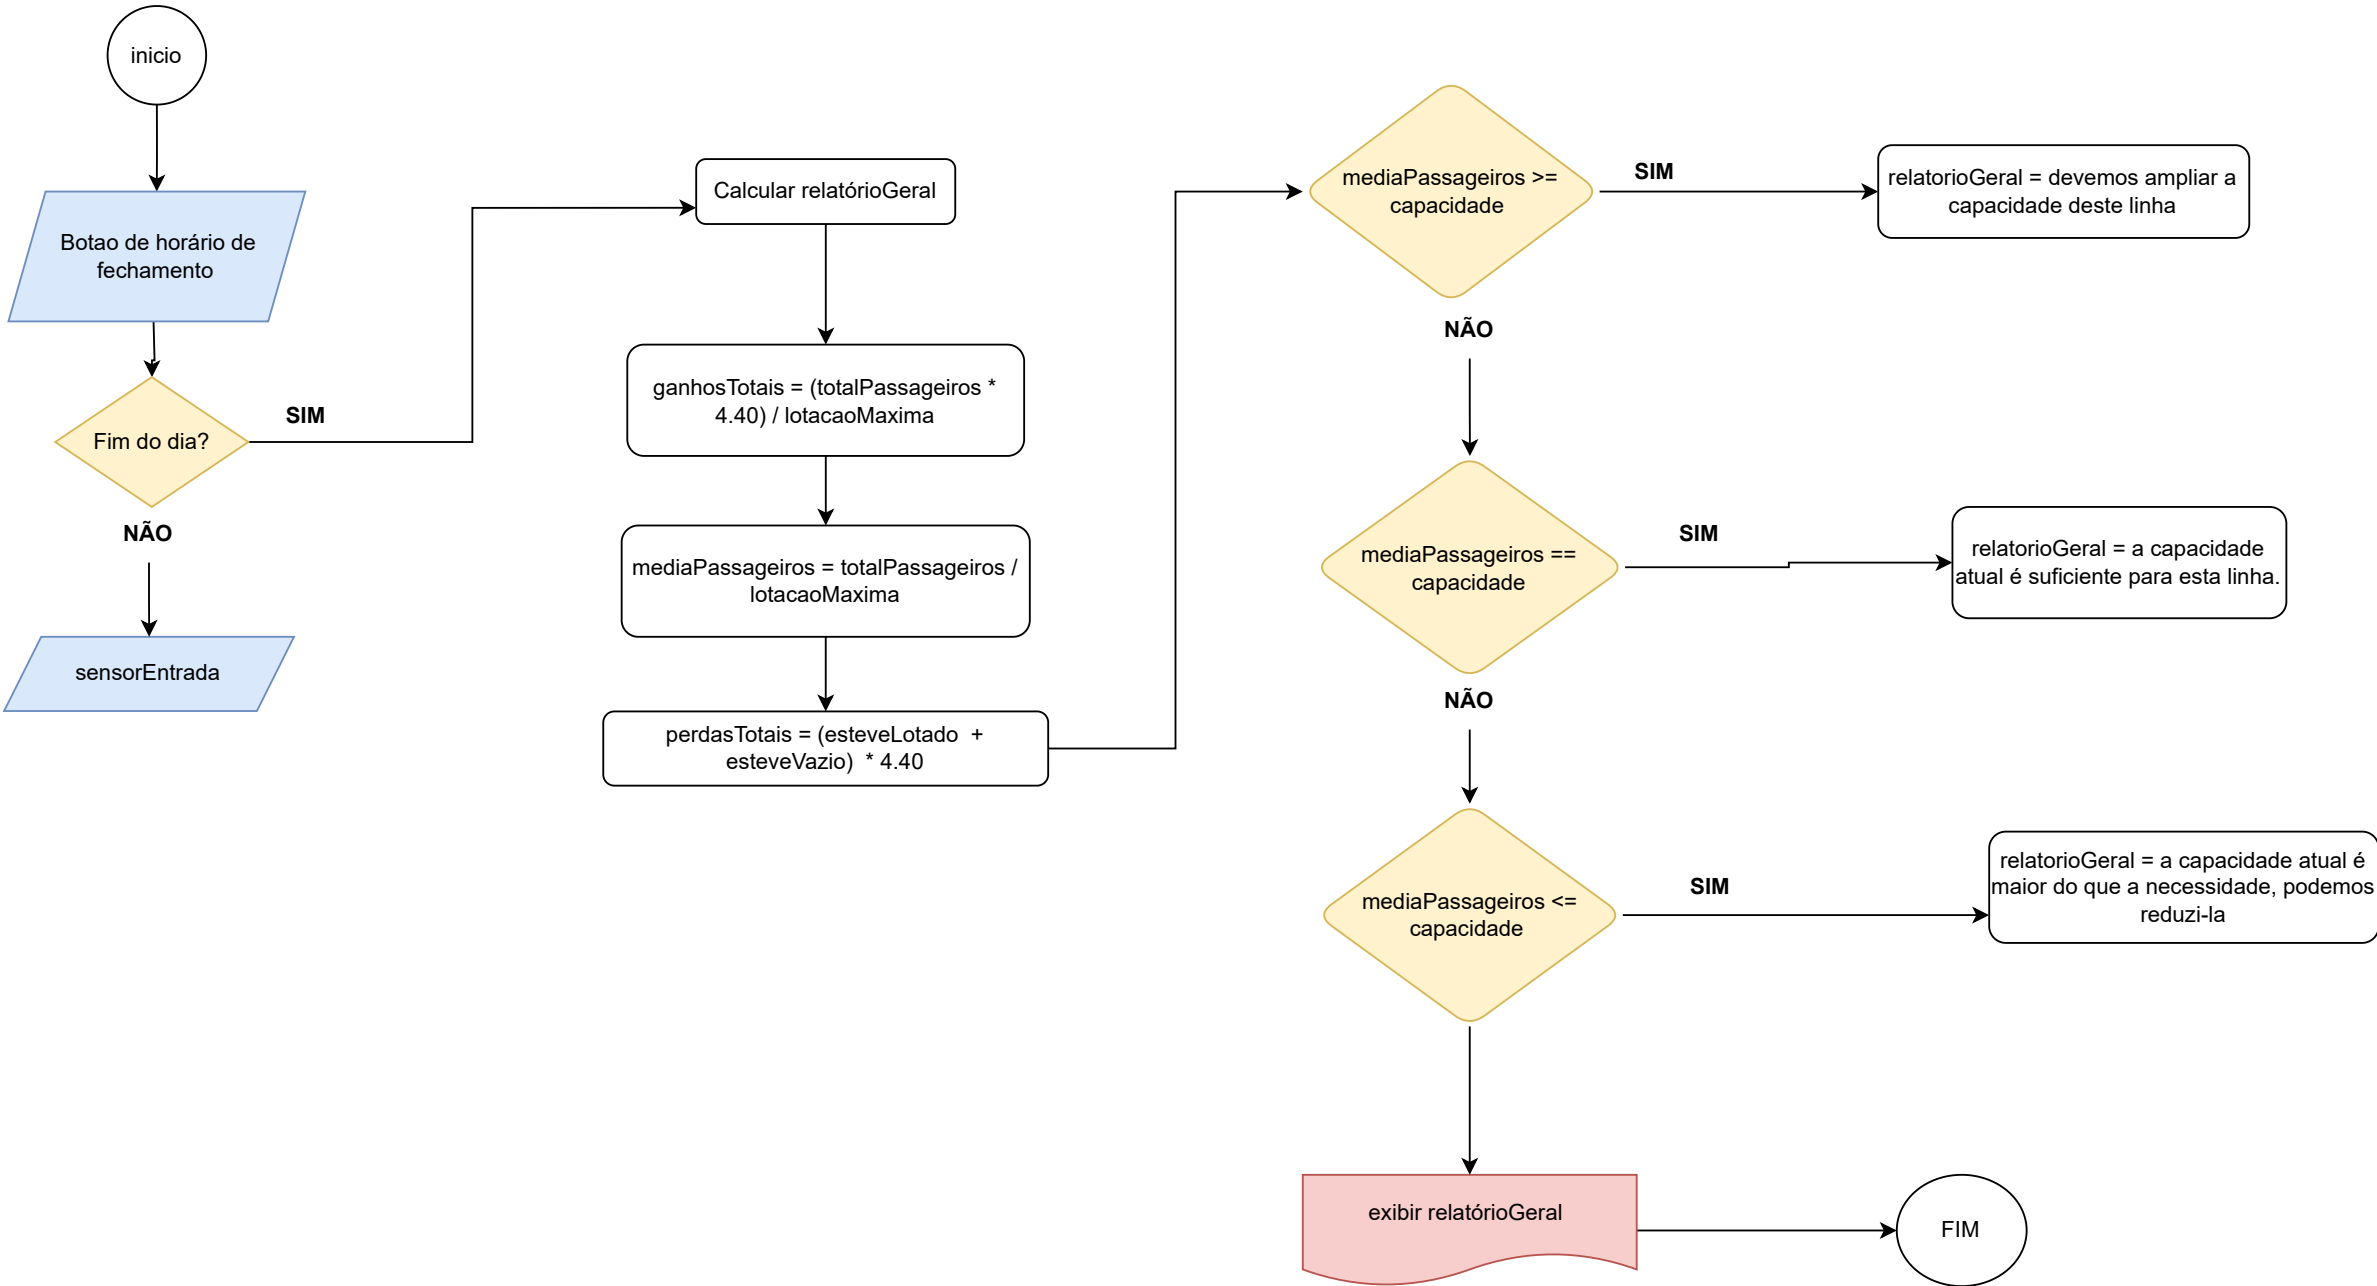 inicio
Botao de horário de
fechamento
Fim do dia?
SIM
NÃO
sensorEntrada
Calcular relatórioGeral
ganhosTotais = (totalPassageiros *
4.40) / lotacaoMaxima
mediaPassageiros = totalPassageiros /
lotacaoMaxima
perdasTotais = (esteveLotado + 
esteveVazio) * 4.40
mediaPassageiros >=
capacidade
SIM
relatorioGeral = devemos ampliar a
capacidade deste linha
NÃO
mediaPassageiros ==
capacidade
SIM
relatorioGeral = a capacidade
atual é suficiente para esta linha.
NÃO
mediaPassageiros <=
capacidade
SIM
relatorioGeral = a capacidade atual é
maior do que a necessidade, podemos
reduzi-la
exibir relatórioGeral
FIM